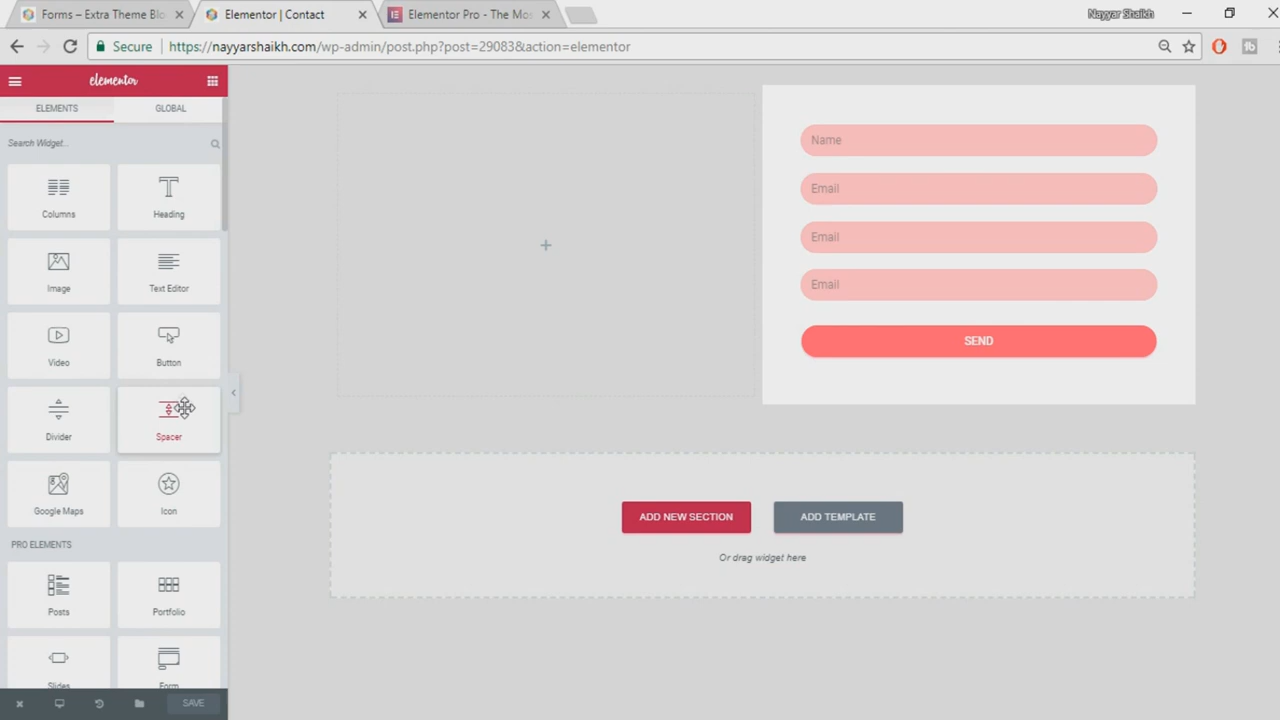 Forms – Extra Theme Blo
Elementor | Contact
Elementor Pro - The Mos
Nayyar Shaikh
Secure
https://nayyarshaikh.com/wp-admin/post.php?post=29083&action=elementor
elementor
ELEMENTS
GLOBAL
Search Widget...
Columns
Heading
Image
Text Editor
Video
Button
Divider
Spacer
Google Maps
Icon
PRO ELEMENTS
Posts
Portfolio
Slides
Form
SAVE
Name
Email
Email
Email
SEND
ADD NEW SECTION
ADD TEMPLATE
Or drag widget here